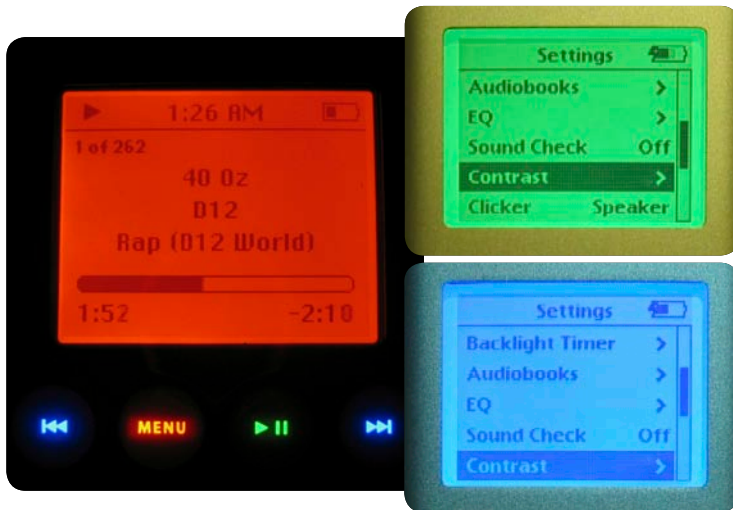 1:26 AM
1 of 262
40 Oz
D12
Rap (D12 World)
1:52 -2:10
MENU
Settings
Audiobooks >
EQ >
Sound Check Off
Contrast >
Clicker Speaker
Settings
Backlight Timer >
Audiobooks >
EQ >
Sound Check Off
Contrast >